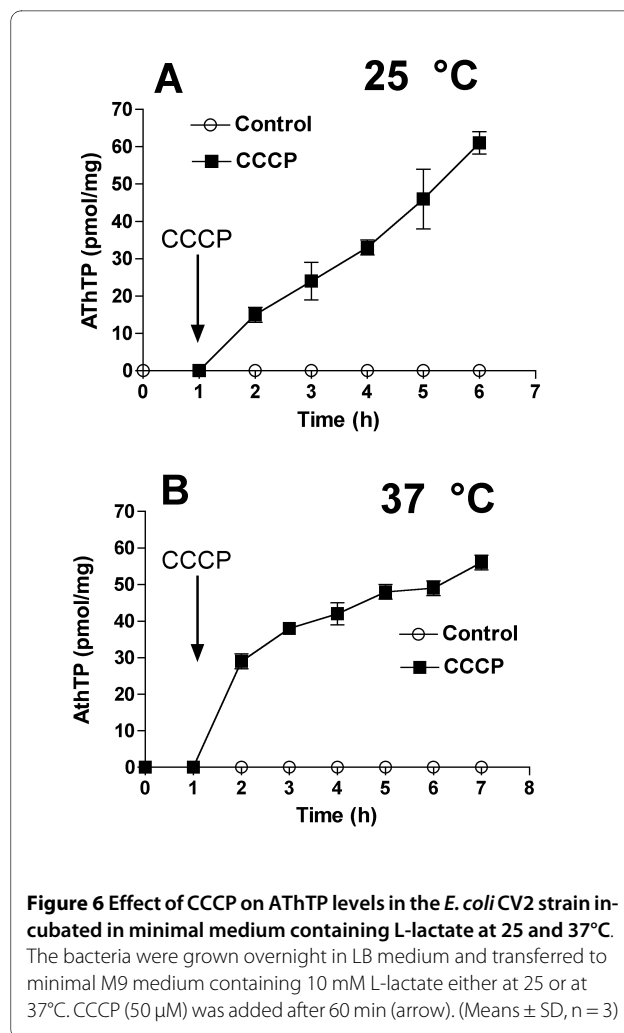 A 25 °C
70
60
50
40
30
20
10
0
AThTP (pmol/mg)
Control
CCCP
CCCP
0 1 2 3 4 5 6 7
Time (h)
B 37 °C
70
60
50
40
30
20
10
0
AthTP (pmol/mg)
CCCP
Control
CCCP
0 1 2 3 4 5 6 7 8
Time (h)
Figure 6 Effect of CCCP on AThTP levels in the E. coli CV2 strain in-
cubated in minimal medium containing L-lactate at 25 and 37°C.
The bacteria were grown overnight in LB medium and transferred to
minimal M9 medium containing 10 mM L-lactate either at 25 or at
37°C. CCCP (50 μM) was added after 60 min (arrow). (Means ± SD, n = 3)